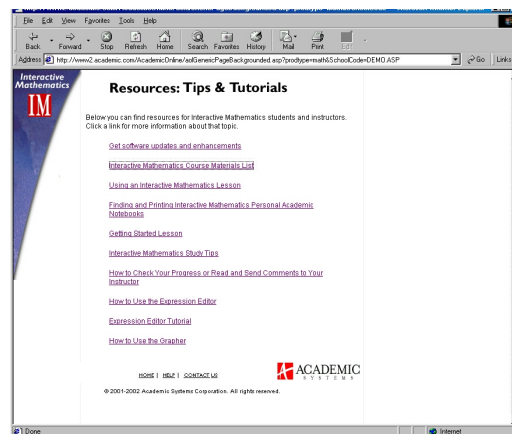 File Edit View Favorites Tools Help
Back Forward Stop Refresh Home Search Favorites History Mail Print Edit
Address http://www2.academic.com/AcademicOnline/aolGenericPageBackgrounded.asp?prodtype=math&SchoolCode=DEMO.ASP Go Links
Interactive
Mathematics
IM
Resources: Tips & Tutorials
Below you can find resources for Interactive Mathematics students and instructors.
Click a link for more information about that topic.
Get software updates and enhancements
Interactive Mathematics Course Materials List
Using an Interactive Mathematics Lesson
Finding and Printing Interactive Mathematics Personal Academic
Notebooks
Getting Started Lesson
Interactive Mathematics Study Tips
How to Check Your Progress or Read and Send Comments to Your
Instructor
How to Use the Expression Editor
Expression Editor Tutorial
How to Use the Grapher
HOME | HELP | CONTACT US
ACADEMIC
SYSTEMS
© 2001-2002 Academic Systems Corporation. All rights reserved.
Done Internet